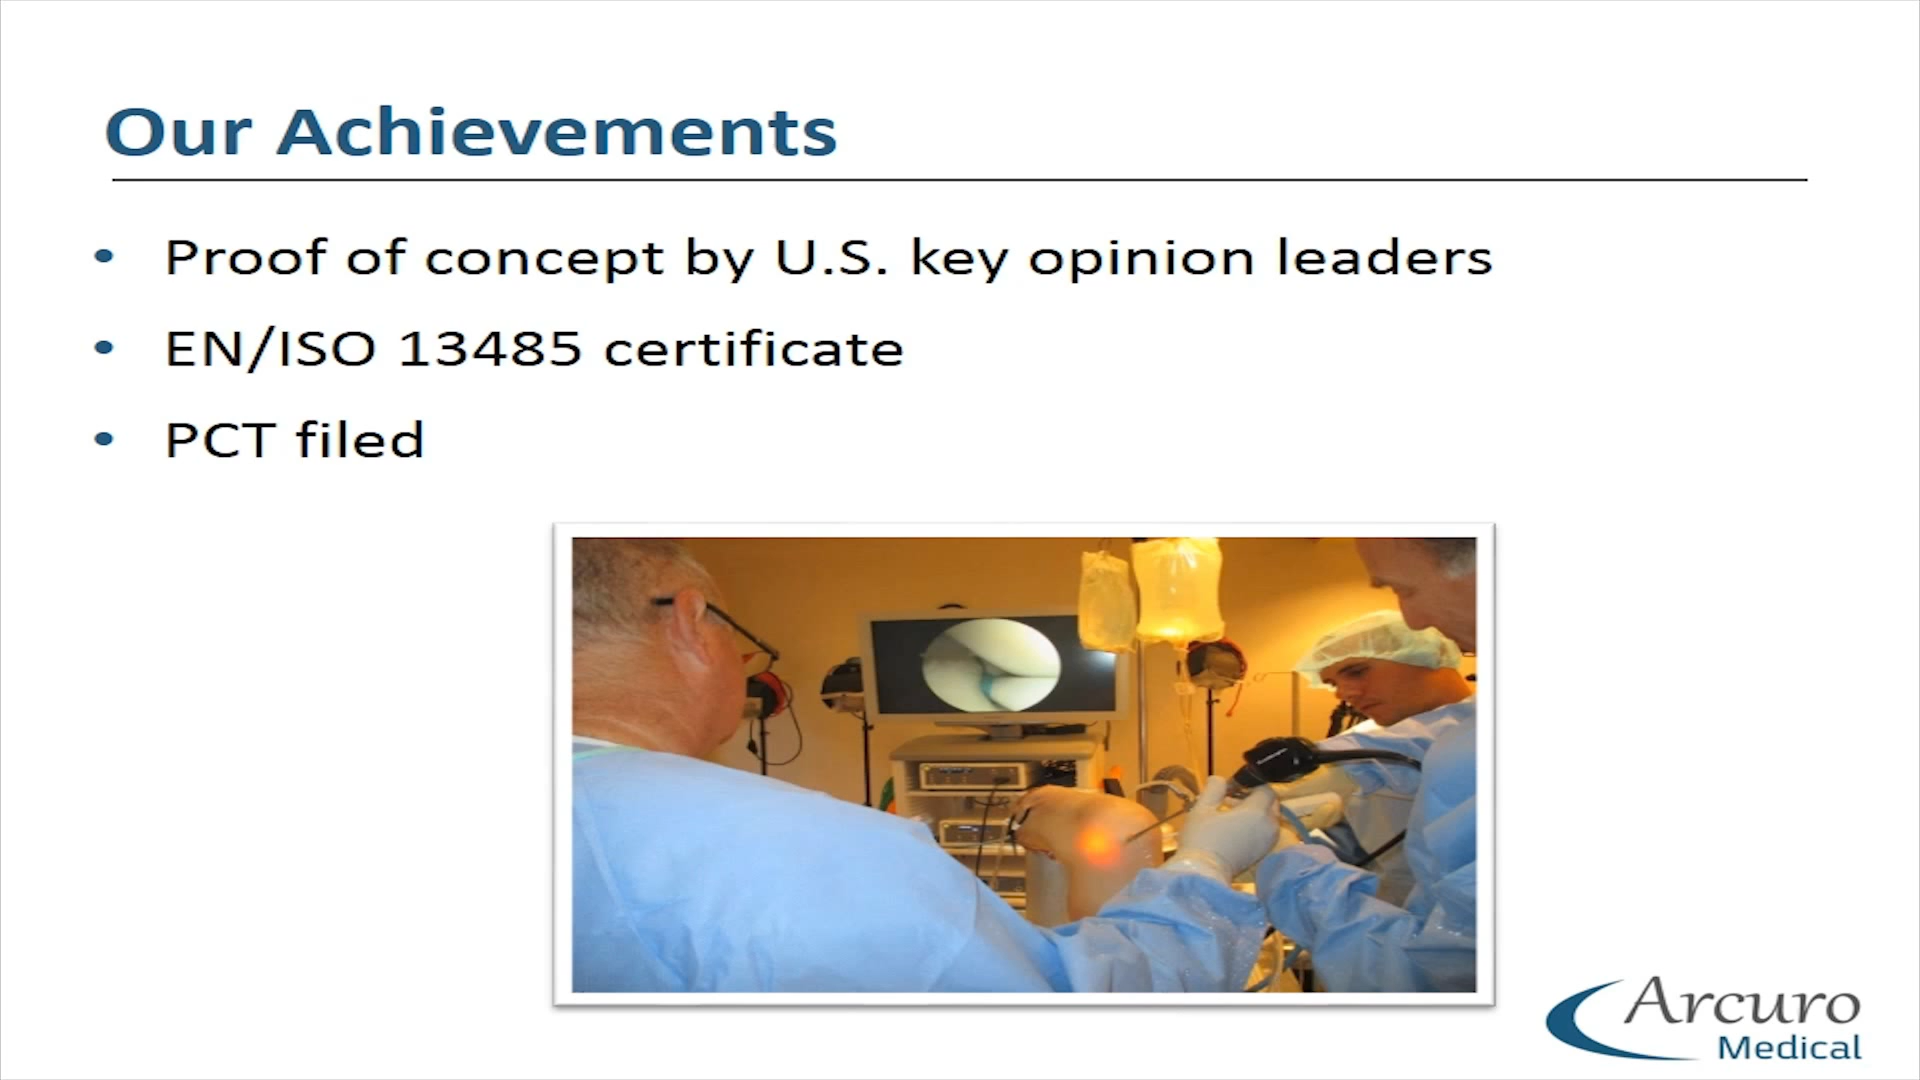 Our Achievements
• Proof of concept by U.S. key opinion leaders
• EN/ISO 13485 certificate
• PCT filed
Arcuro
Medical